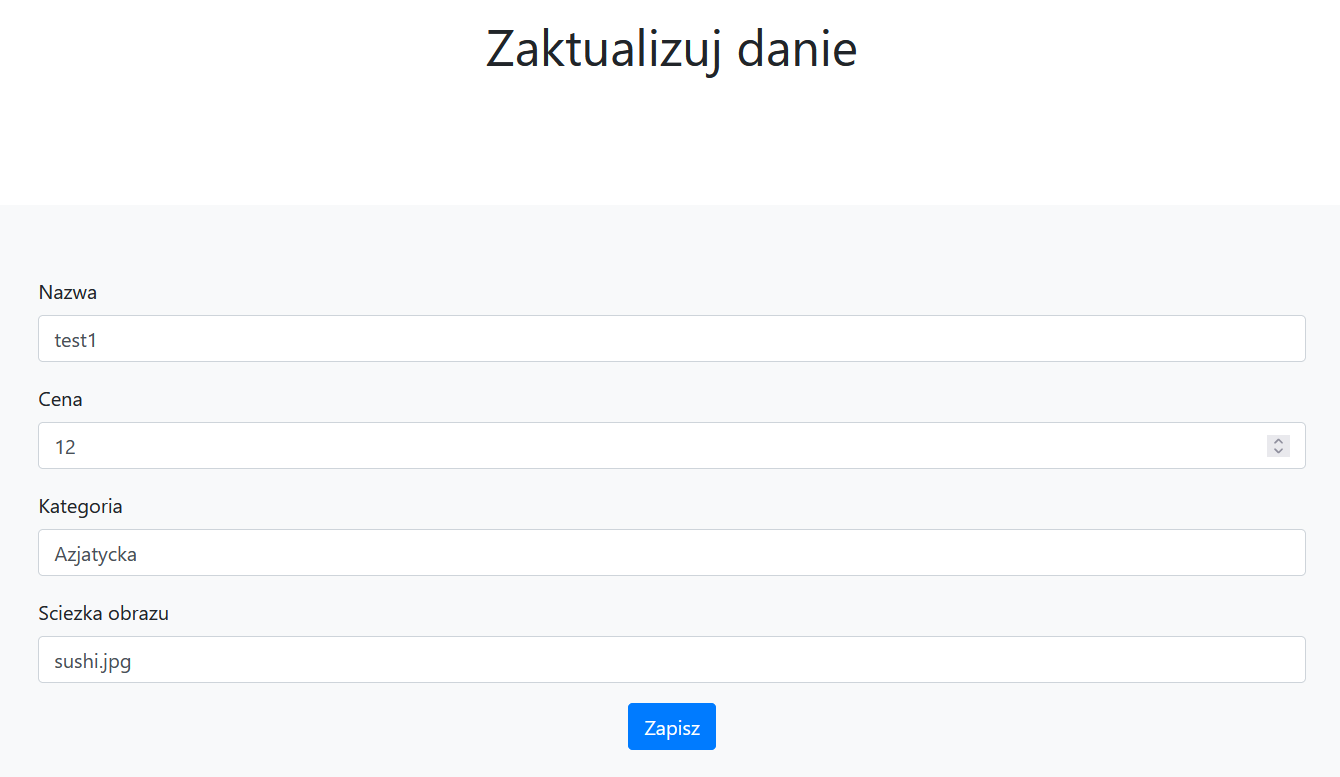 Zaktualizuj danie
Nazwa
test1
Cena
12
Kategoria
Azjatycka
Sciezka obrazu
sushi.jpg
Zapisz